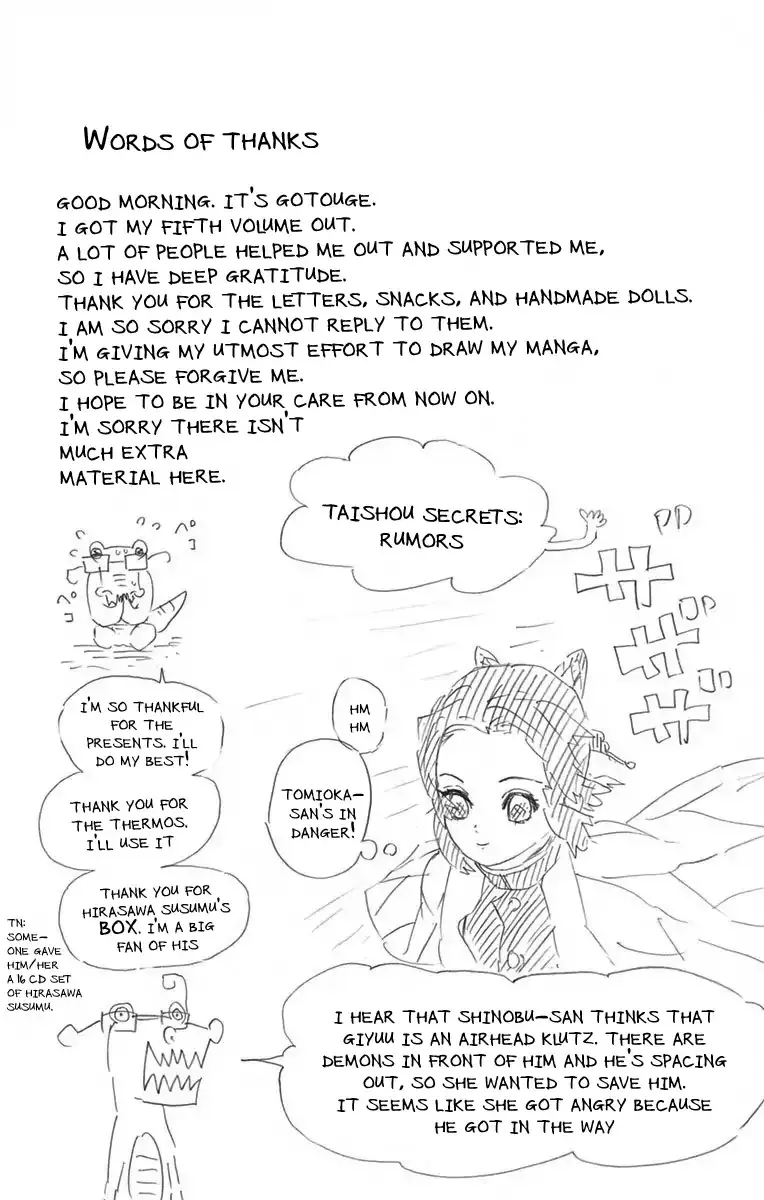 WORDS OF THANKS
GOOD MORNING. IT'S GOTOUGE.
I GOT MY FIFTH VOLUME OUT.
A LOT OF PEOPLE HELPED ME OUT AND SUPPORTED ME,
SO I HAVE DEEP GRATITUDE.
THANK YOU FOR THE LETTERS, SNACKS, AND HANDMADE DOLLS.
I AM SO SORRY I CANNOT REPLY TO THEM.
I'M GIVING MY UTMOST EFFORT TO DRAW MY MANGA,
SO PLEASE FORGIVE ME.
I HOPE TO BE IN YOUR CARE FROM NOW ON.
I'M SORRY THERE ISN'T
MUCH EXTRA
MATERIAL HERE.
TAISHOU SECRETS:
RUMORS
I'M SO THANKFUL
FOR THE
PRESENTS. I'LL
DO MY BEST!
THANK YOU FOR
THE THERMOS.
I'LL USE IT
THANK YOU FOR
HIRASAWA SUSUMU'S
BOX. I'M A BIG
FAN OF HIS
TN:
SOME-
ONE GAVE
HIM/HER
A 16 CD SET
OF HIRASAWA
SUSUMU.
HM
HM
TOMIOKA-
SAN'S IN
DANGER!
I HEAR THAT SHINOBU-SAN THINKS THAT
GIYUU IS AN AIRHEAD KLUTZ. THERE ARE
DEMONS IN FRONT OF HIM AND HE'S SPACING
OUT, SO SHE WANTED TO SAVE HIM.
IT SEEMS LIKE SHE GOT ANGRY BECAUSE
HE GOT IN THE WAY